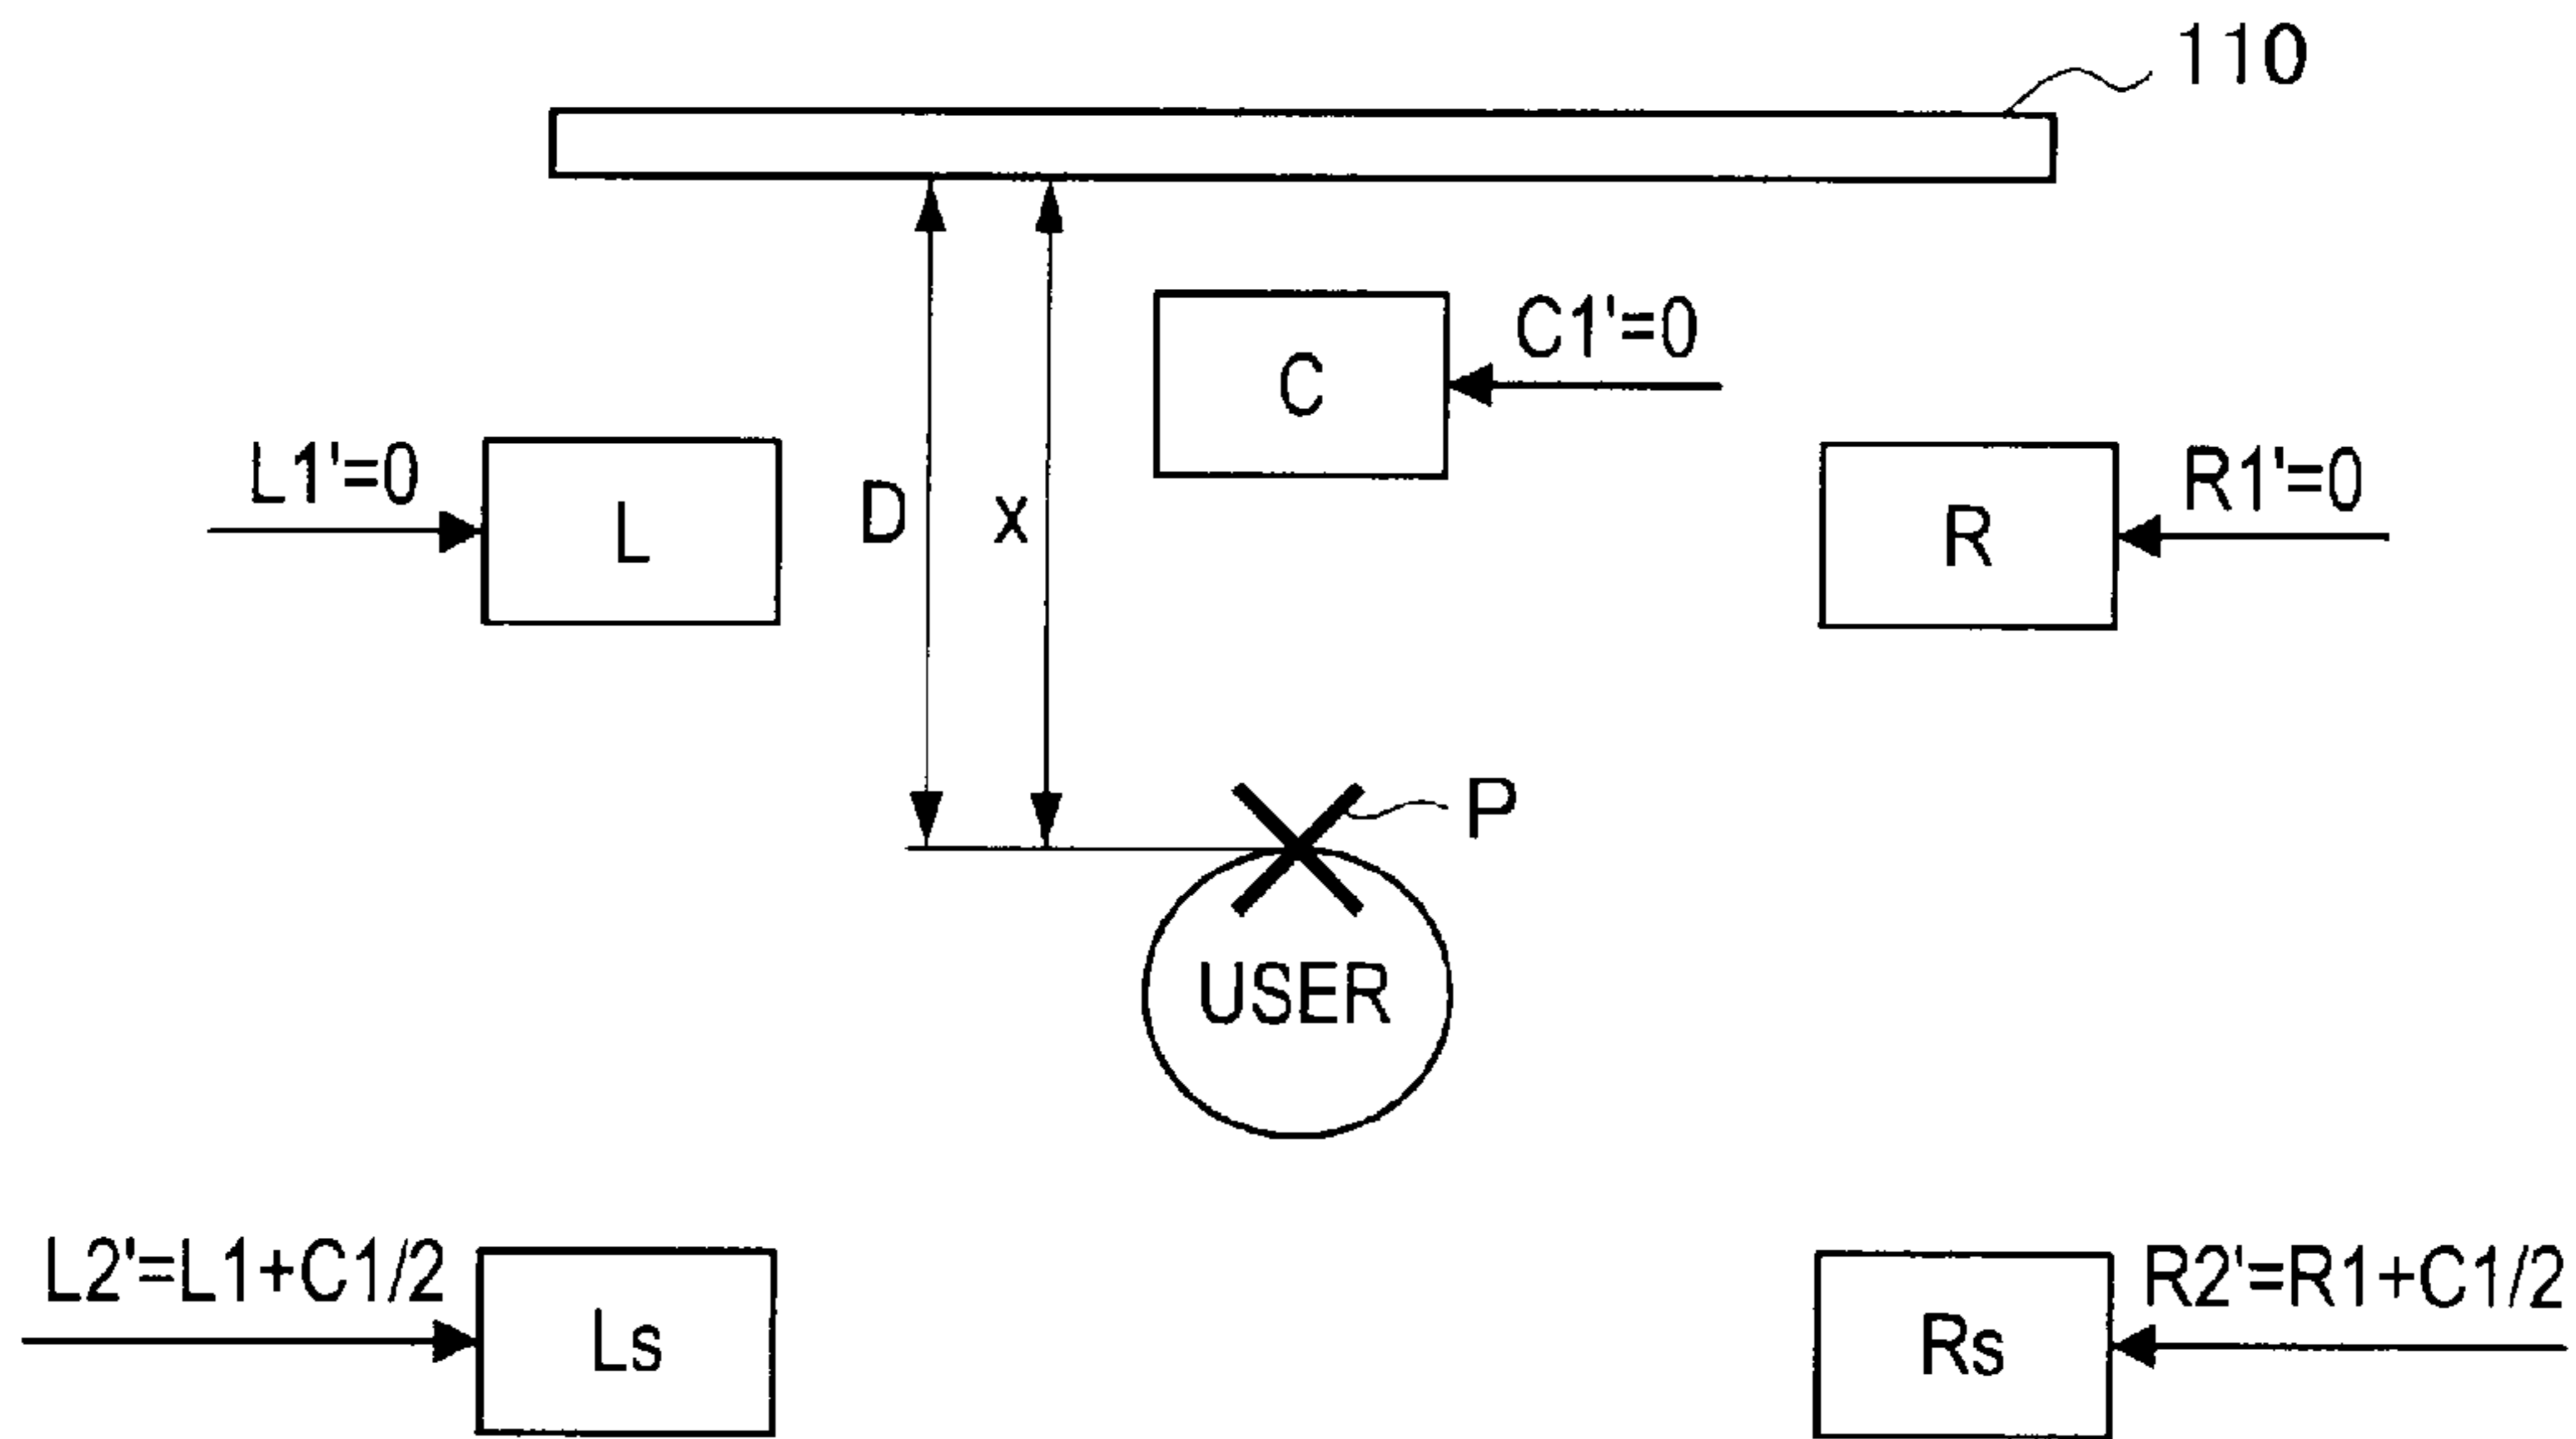 110
C1'=0
C
L1'=0
L
D
x
R
R1'=0
P
USER
L2'=L1+C1/2
Ls
Rs
R2'=R1+C1/2